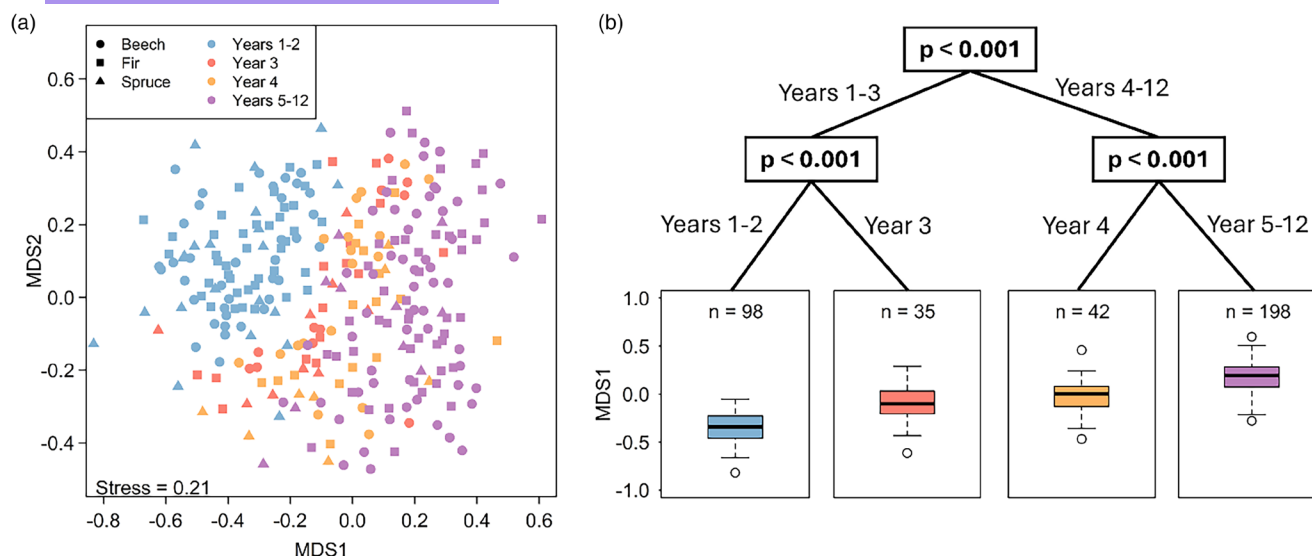 (a)
Beech
Fir
Spruce
Years 1-2
Year 3
Year 4
Years 5-12
0.6
0.4
0.2
0.0
-0.2
-0.4
MDS2
Stress = 0.21
-0.8 -0.6 -0.4 -0.2 0.0 0.2 0.4 0.6
MDS1
(b)
p < 0.001
Years 1-3 Years 4-12
p < 0.001 p < 0.001
Years 1-2 Year 3 Year 4 Year 5-12
1.0
0.5
0.0
-0.5
-1.0
MDS1
n = 98 n = 35 n = 42 n = 198